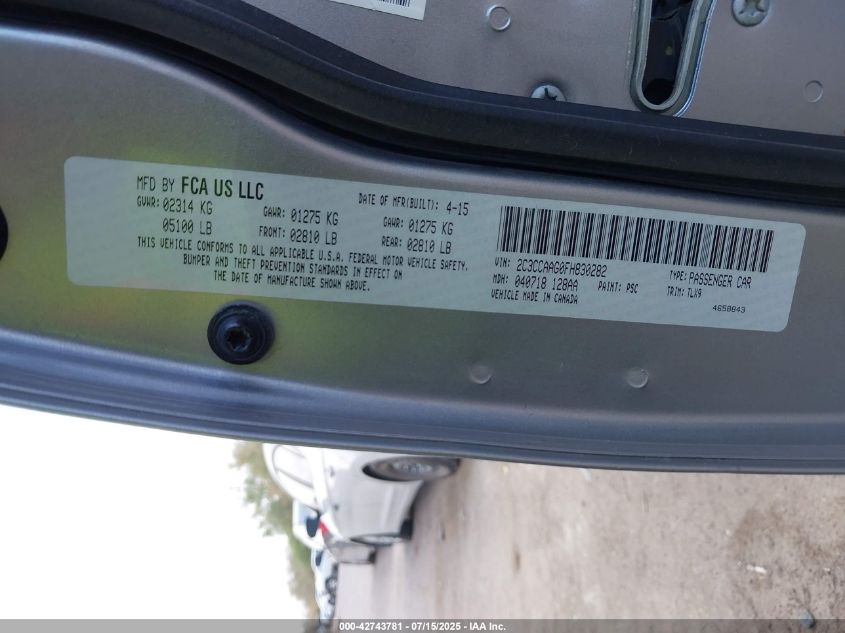 MFD BY FCA US LLC
DATE OF MFR(BUILT): 4-15
GVWR: 02314 KG
GAWR: 01275 KG
GAWR: 01275 KG
05100 LB
FRONT: 02810 LB
REAR: 02810 LB
THIS VEHICLE CONFORMS TO ALL APPLICABLE U.S.A. FEDERAL MOTOR VEHICLE SAFETY,
BUMPER AND THEFT PREVENTION STANDARDS IN EFFECT ON
THE DATE OF MANUFACTURE SHOWN ABOVE.
VIN: 2C3CCAAG0FH830282
TYPE: PASSENGER CAR
MDH: 040718 128AA
PAINT: PSC
TRIM: TLX9
VEHICLE MADE IN CANADA
4658843
000-42743781 - 07/15/2025 - IAA Inc.